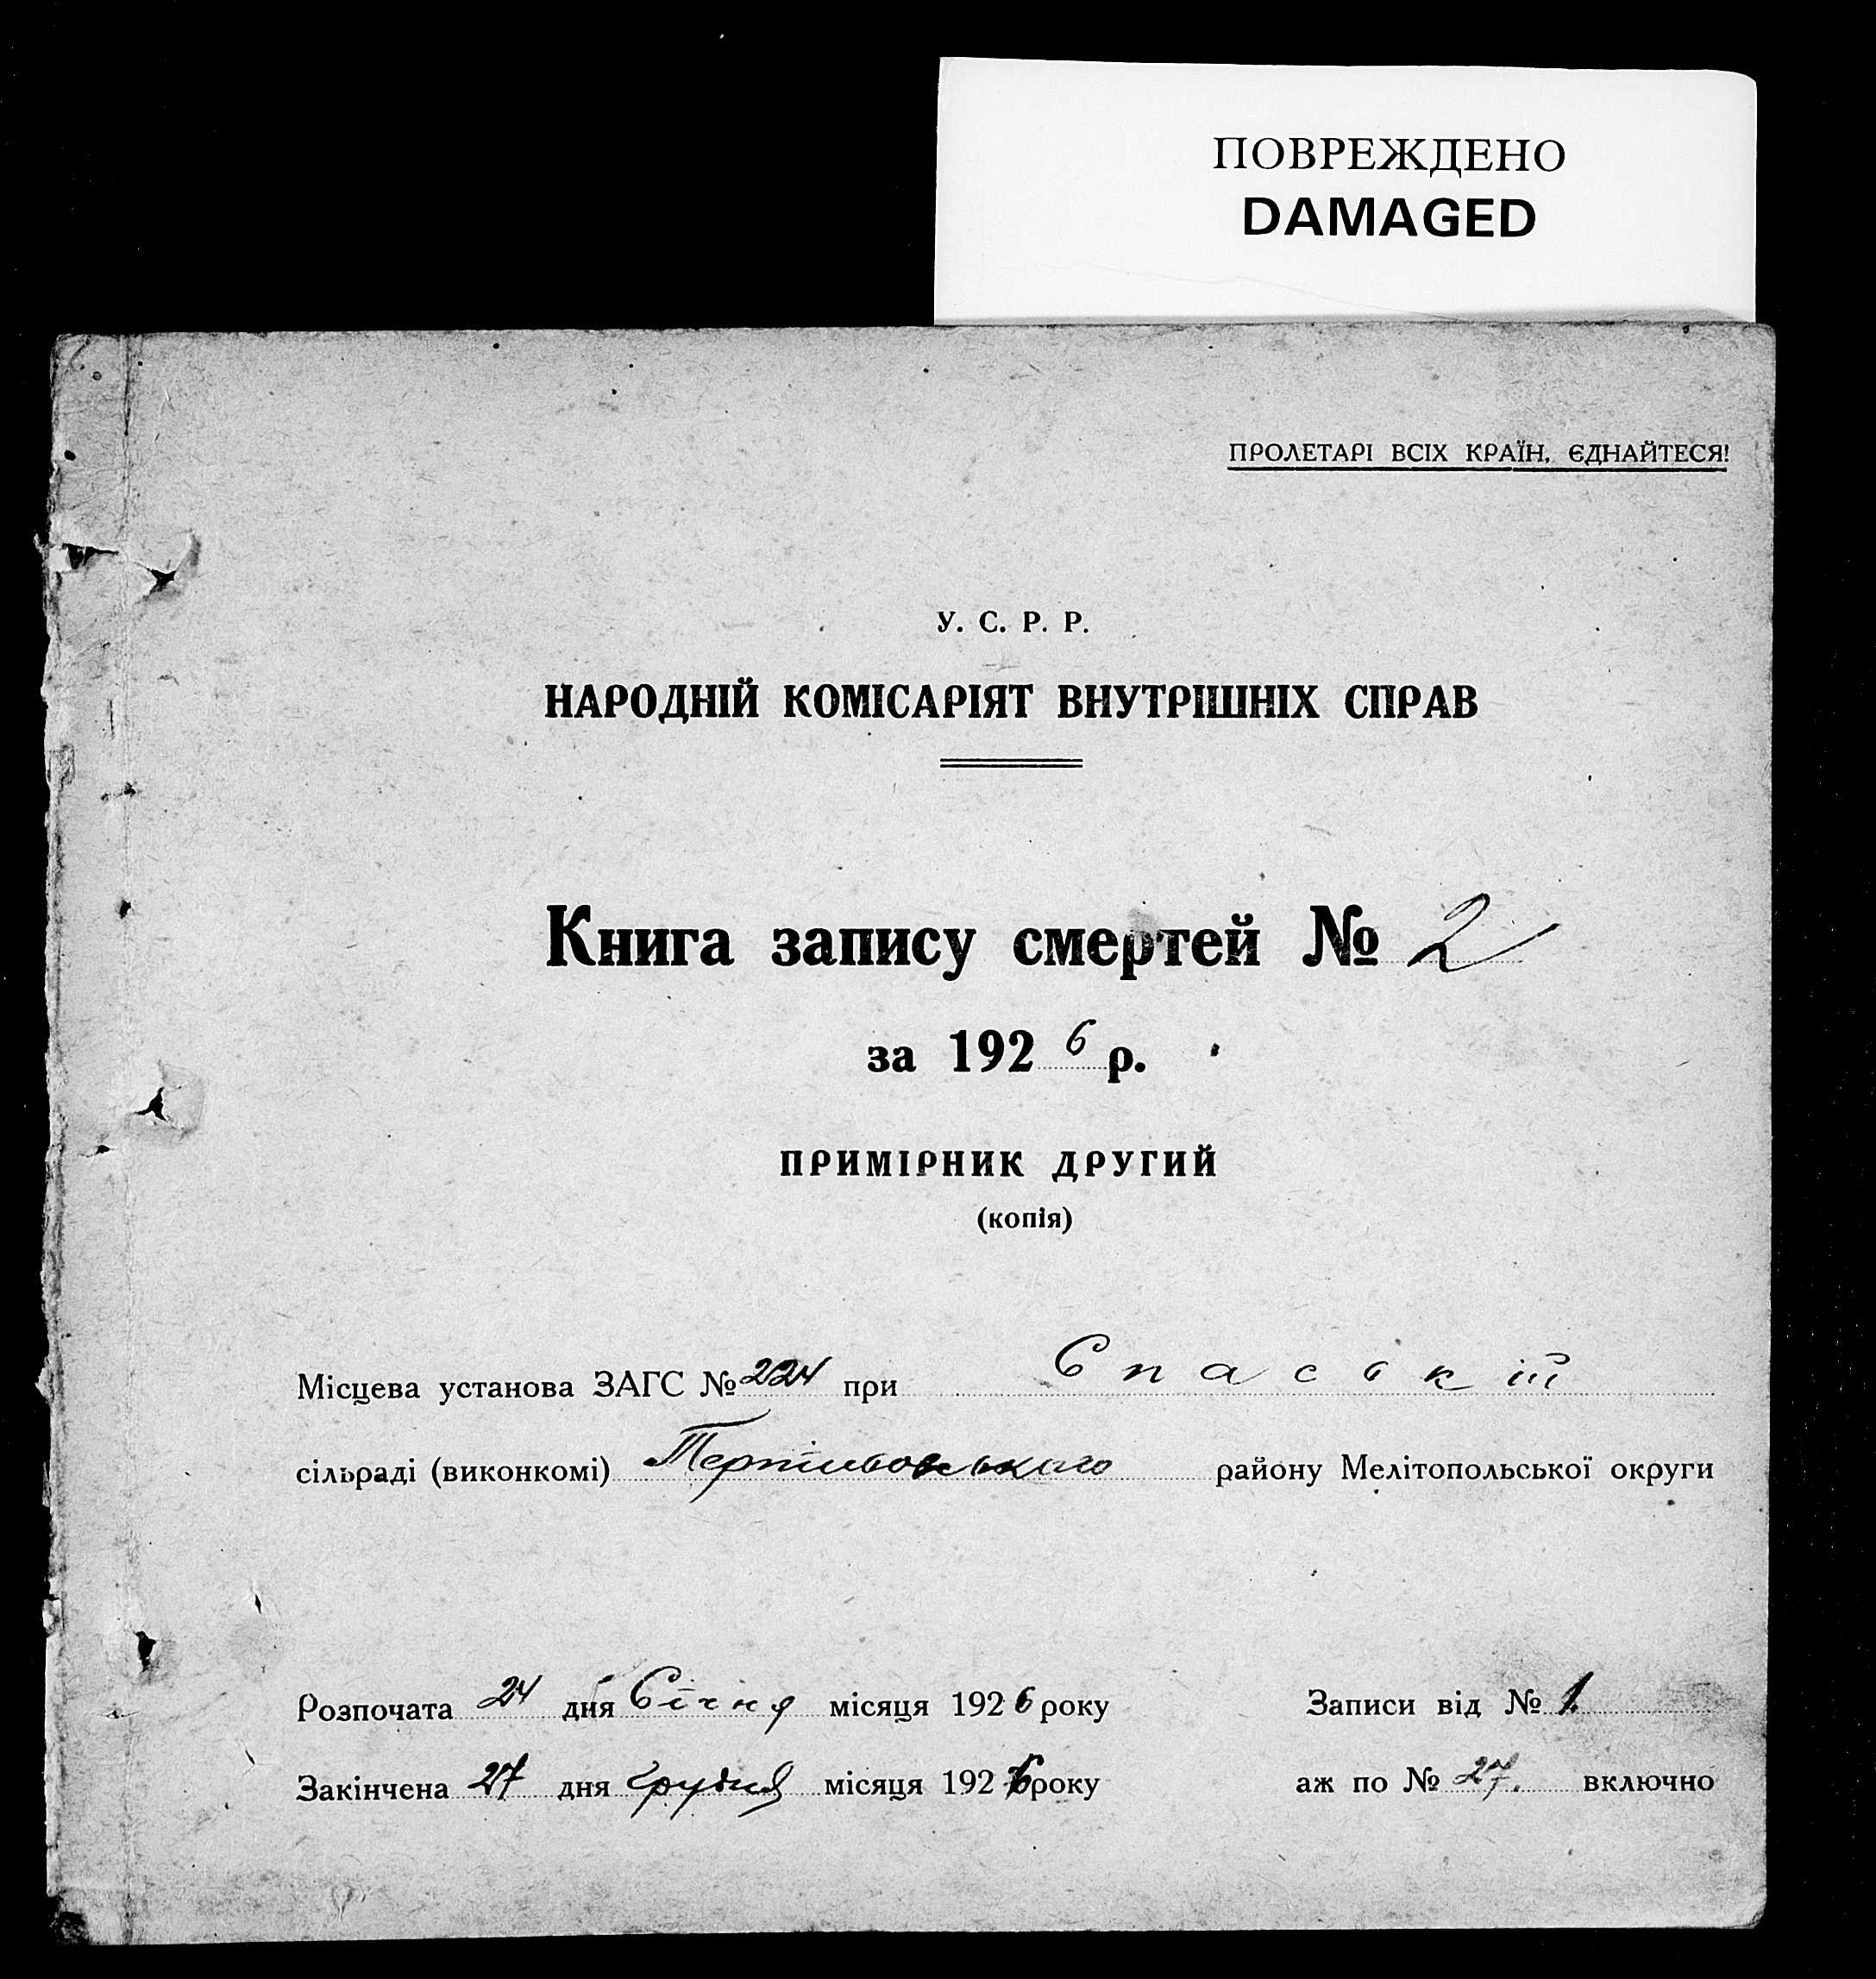 ПОВРЕЖДЕНО
DAMAGED
ПРОЛЕТАРІ ВСІХ КРАЇН, ЄДНАЙТЕСЯ!
У. С. Р. Р.
НАРОДНІЙ КОМІСАРІЯТ ВНУТРІШНІХ СПРАВ
Книга запису смертей № 2
за 1926 р.
ПРИМІРНИК ДРУГИЙ
(копія)
Місцева установа ЗАГС № 224 при Спаській
сільраді (виконкомі) Терпіньовського району Мелітопольської округи
Розпочата 24 дня Січня місяця 1926 року Записи від № 1
Закінчена 27 дня грудня місяця 1926 року аж по № 27. включно